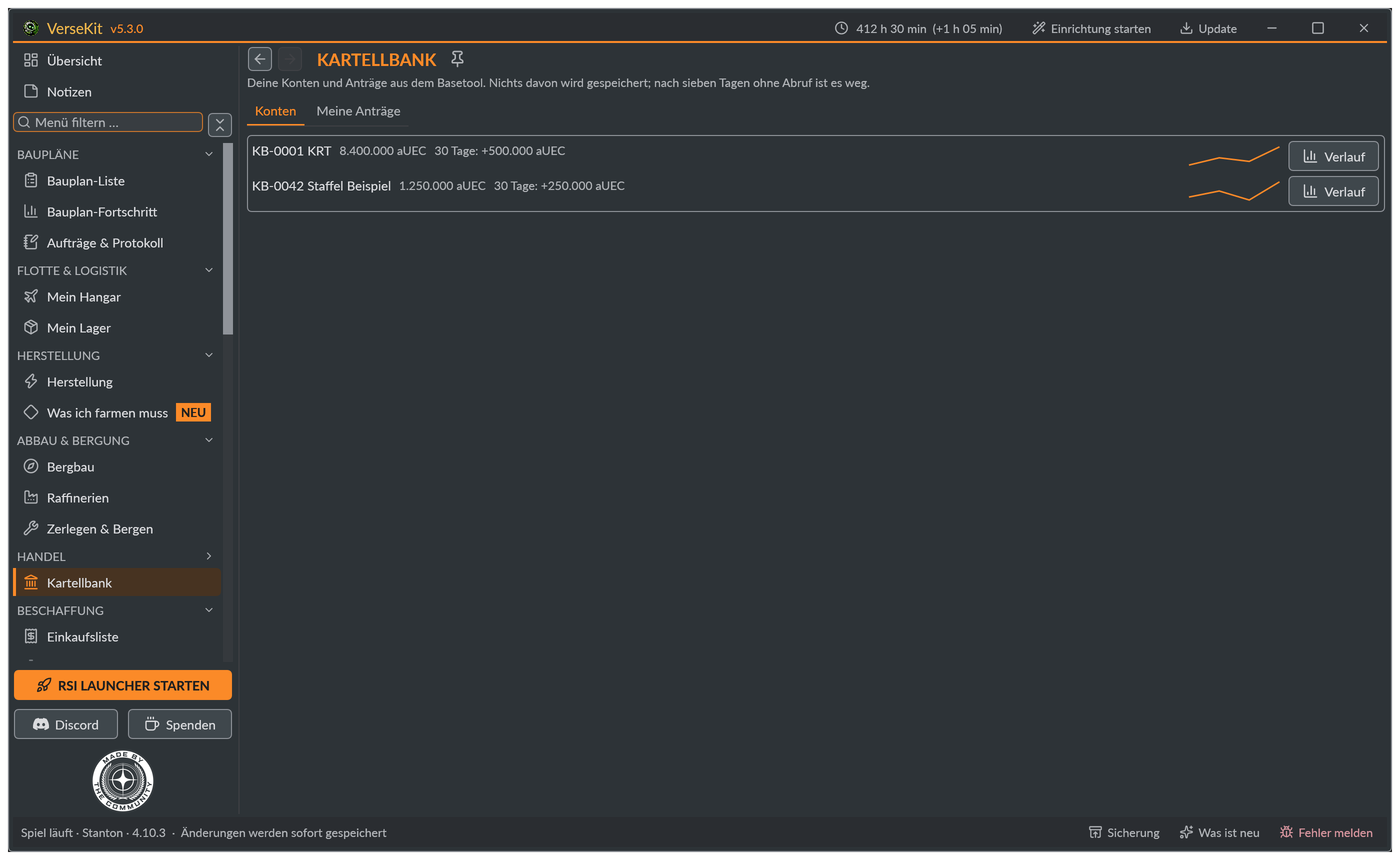 VerseKit v5.3.0
412 h 30 min (+1 h 05 min)
Einrichtung starten
Update
Übersicht
Notizen
Menü filtern ...
BAUPLÄNE
Bauplan-Liste
Bauplan-Fortschritt
Aufträge & Protokoll
FLOTTE & LOGISTIK
Mein Hangar
Mein Lager
HERSTELLUNG
Herstellung
Was ich farmen muss NEU
ABBAU & BERGUNG
Bergbau
Raffinerien
Zerlegen & Bergen
HANDEL
Kartellbank
BESCHAFFUNG
Einkaufsliste
RSI LAUNCHER STARTEN
Discord
Spenden
MADE BY
THE COMMUNITY
KARTELLBANK
Deine Konten und Anträge aus dem Basetool. Nichts davon wird gespeichert; nach sieben Tagen ohne Abruf ist es weg.
Konten
Meine Anträge
KB-0001 KRT 8.400.000 aUEC 30 Tage: +500.000 aUEC
Verlauf
KB-0042 Staffel Beispiel 1.250.000 aUEC 30 Tage: +250.000 aUEC
Verlauf
Spiel läuft · Stanton · 4.10.3 · Änderungen werden sofort gespeichert
Sicherung
Was ist neu
Fehler melden